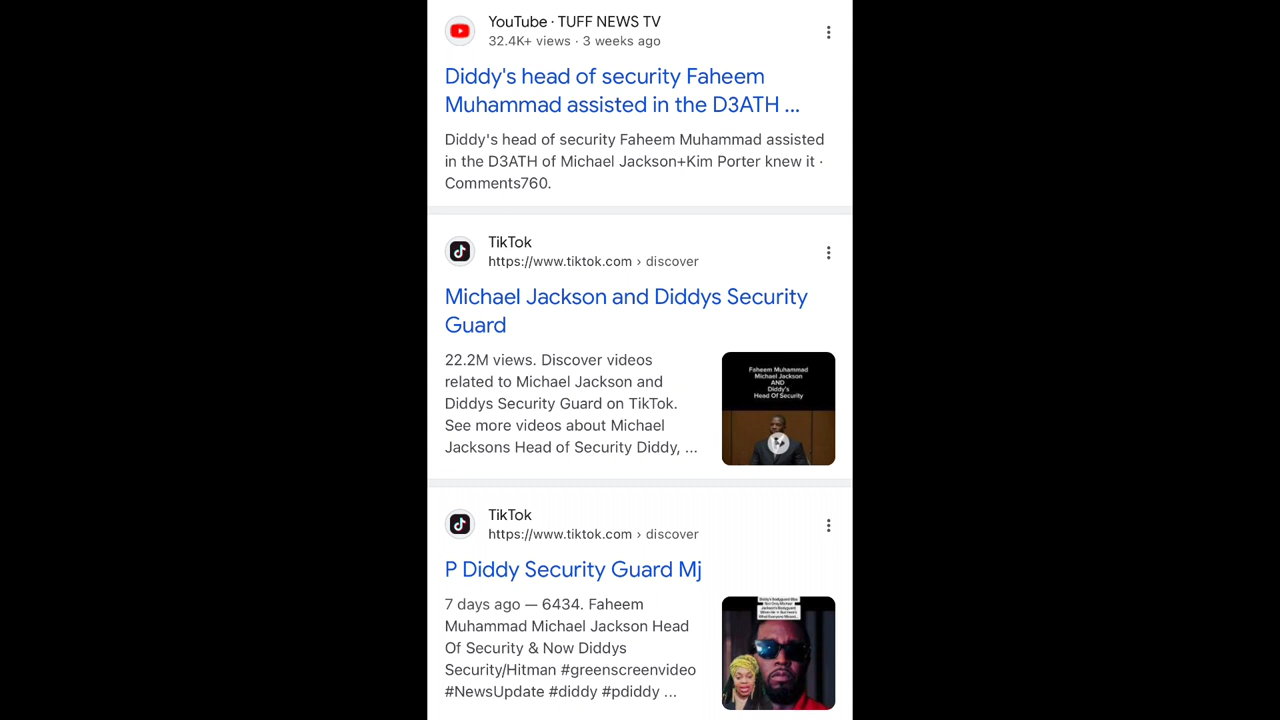 YouTube · TUFF NEWS TV
32.4K+ views · 3 weeks ago
Diddy's head of security Faheem
Muhammad assisted in the D3ATH ...
Diddy's head of security Faheem Muhammad assisted
in the D3ATH of Michael Jackson+Kim Porter knew it ·
Comments760.
TikTok
https://www.tiktok.com › discover
Michael Jackson and Diddys Security
Guard
22.2M views. Discover videos
related to Michael Jackson and
Diddys Security Guard on TikTok.
See more videos about Michael
Jacksons Head of Security Diddy, ...
Faheem Muhammad
Michael Jackson
AND
Diddy's
Head Of Security
TikTok
https://www.tiktok.com › discover
P Diddy Security Guard Mj
7 days ago — 6434. Faheem
Muhammad Michael Jackson Head
Of Security & Now Diddys
Security/Hitman #greenscreenvideo
#NewsUpdate #diddy #pdiddy ...